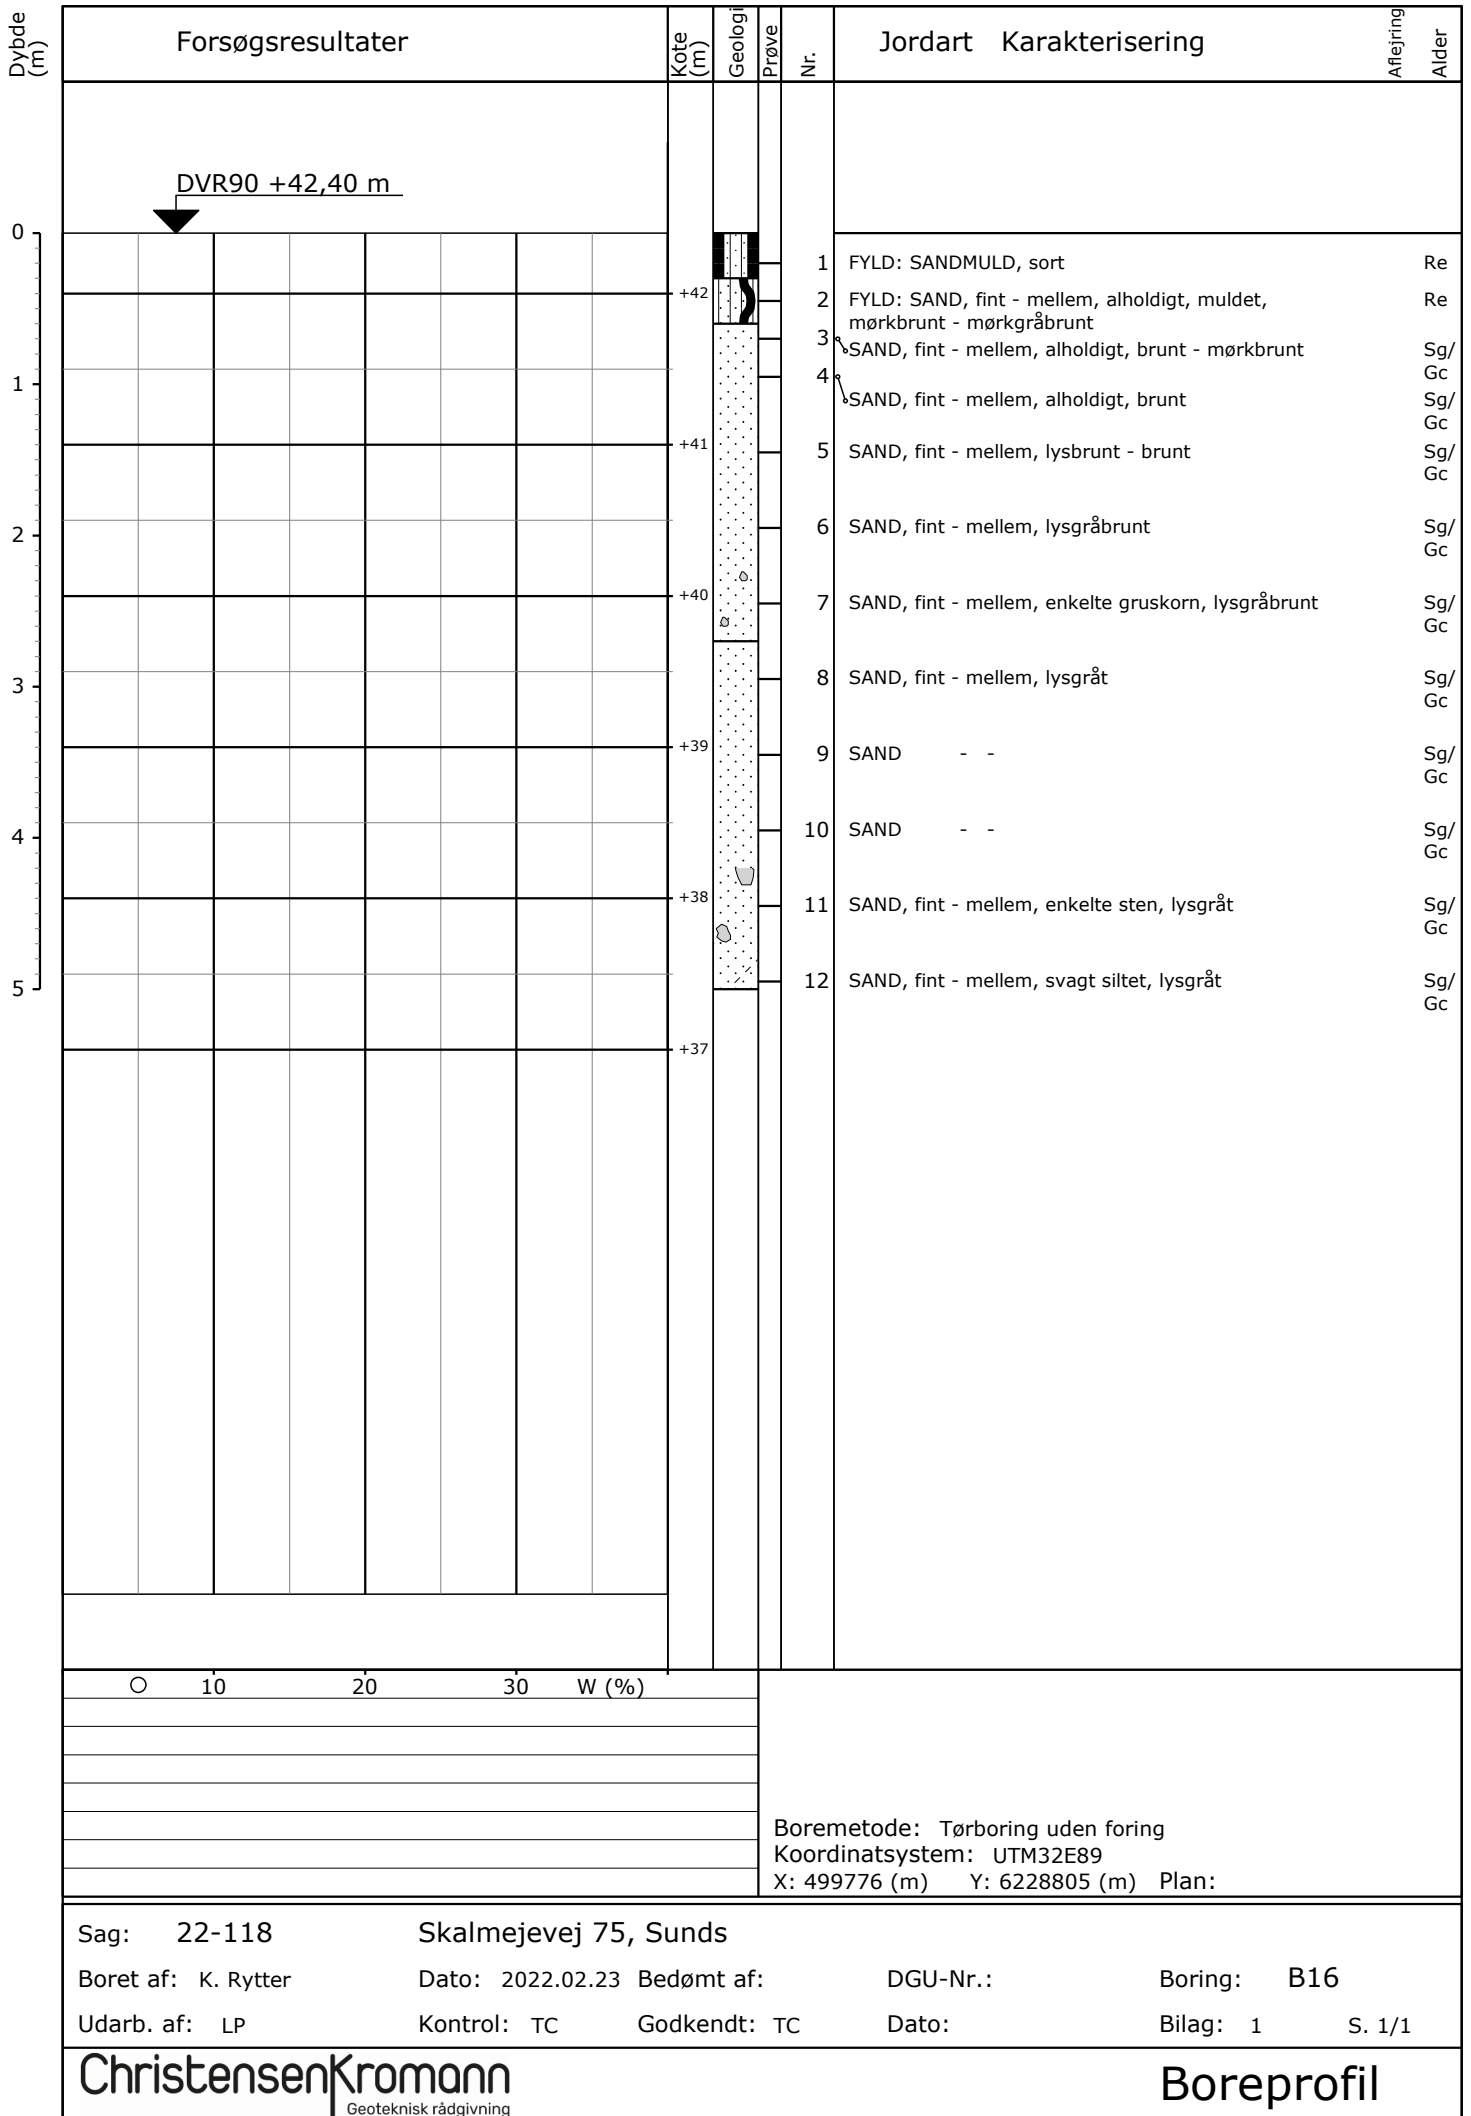 Dybde (m)
Forsøgsresultater
Kote (m)
Geologi
Prøve
Nr.
Jordart Karakterisering
Aflejring
Alder
DVR90 +42,40 m
0
1 FYLD: SANDMULD, sort Re
+42
2 FYLD: SAND, fint - mellem, alholdigt, muldet, Re
mørkbrunt - mørkgråbrunt
3 SAND, fint - mellem, alholdigt, brunt - mørkbrunt Sg/
Gc
1
4 SAND, fint - mellem, alholdigt, brunt Sg/
Gc
+41
5 SAND, fint - mellem, lysbrunt - brunt Sg/
Gc
2
6 SAND, fint - mellem, lysgråbrunt Sg/
Gc
+40
7 SAND, fint - mellem, enkelte gruskorn, lysgråbrunt Sg/
Gc
3
8 SAND, fint - mellem, lysgråt Sg/
Gc
+39
9 SAND - - Sg/
Gc
4
10 SAND - - Sg/
Gc
+38
11 SAND, fint - mellem, enkelte sten, lysgråt Sg/
Gc
5
12 SAND, fint - mellem, svagt siltet, lysgråt Sg/
Gc
+37
10 20 30 W (%)
Boremetode: Tørboring uden foring
Koordinatsystem: UTM32E89
X: 499776 (m) Y: 6228805 (m) Plan:
Sag: 22-118 Skalmejevej 75, Sunds
Boret af: K. Rytter Dato: 2022.02.23 Bedømt af: DGU-Nr.: Boring: B16
Udarb. af: LP Kontrol: TC Godkendt: TC Dato: Bilag: 1 S. 1/1
ChristensenKromann
Geoteknisk rådgivning
Boreprofil